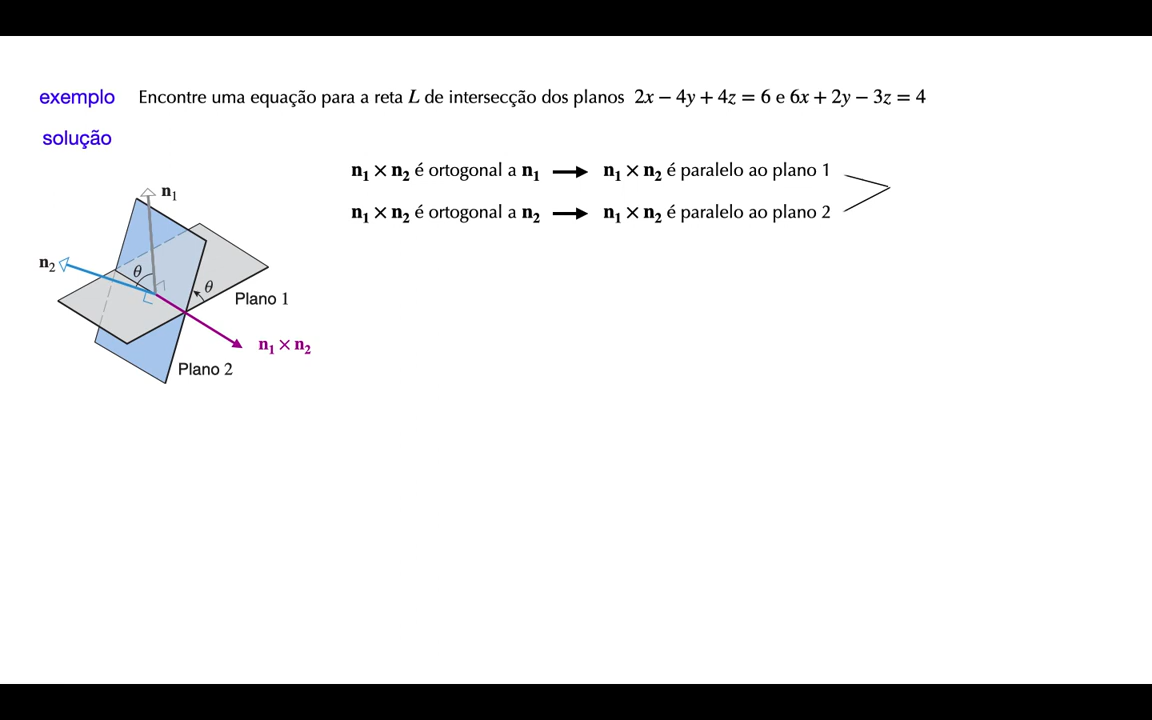 exemplo Encontre uma equação para a reta L de intersecção dos planos 2x − 4y + 4z = 6 e 6x + 2y − 3z = 4
solução
n₁ × n₂ é ortogonal a n₁ → n₁ × n₂ é paralelo ao plano 1
n₁ × n₂ é ortogonal a n₂ → n₁ × n₂ é paralelo ao plano 2
n₁
n₂
θ
θ
Plano 1
n₁ × n₂
Plano 2